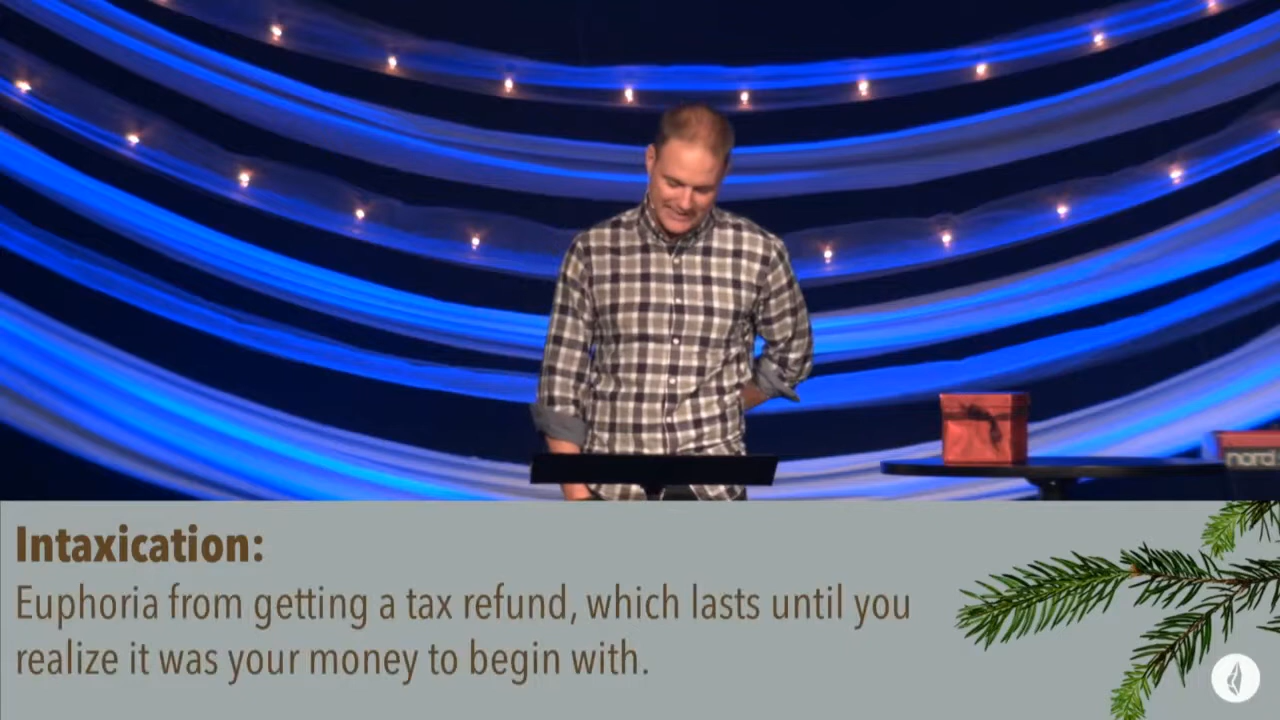 nord
Intaxication:
Euphoria from getting a tax refund, which lasts until you
realize it was your money to begin with.